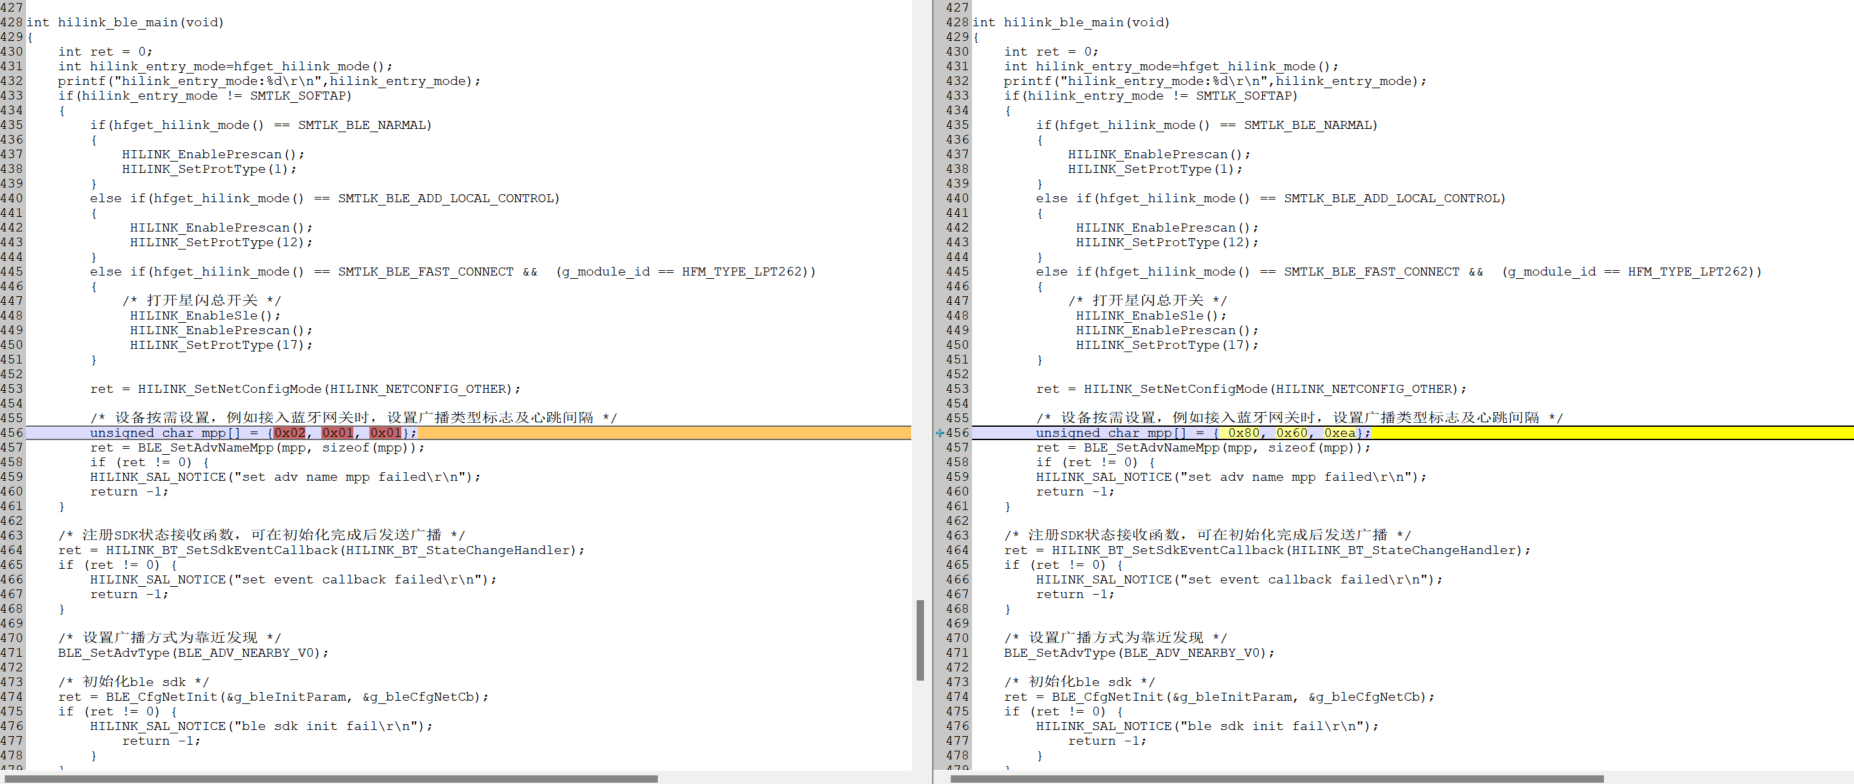 427
428 int hilink_ble_main(void)
429 {
430     int ret = 0;
431     int hilink_entry_mode=hfget_hilink_mode();
432     printf("hilink_entry_mode:%d\r\n",hilink_entry_mode);
433     if(hilink_entry_mode != SMTLK_SOFTAP)
434     {
435         if(hfget_hilink_mode() == SMTLK_BLE_NARMAL)
436         {
437             HILINK_EnablePrescan();
438             HILINK_SetProtType(1);
439         }
440         else if(hfget_hilink_mode() == SMTLK_BLE_ADD_LOCAL_CONTROL)
441         {
442              HILINK_EnablePrescan();
443              HILINK_SetProtType(12);
444         }
445         else if(hfget_hilink_mode() == SMTLK_BLE_FAST_CONNECT &&  (g_module_id == HFM_TYPE_LPT262))
446         {
447             /* 打开星闪总开关 */
448              HILINK_EnableSle();
449              HILINK_EnablePrescan();
450              HILINK_SetProtType(17);
451         }
452
453         ret = HILINK_SetNetConfigMode(HILINK_NETCONFIG_OTHER);
454
455         /* 设备按需设置，例如接入蓝牙网关时，设置广播类型标志及心跳间隔 */
456         unsigned char mpp[] = {0x02, 0x01, 0x01};
457         ret = BLE_SetAdvNameMpp(mpp, sizeof(mpp));
458         if (ret != 0) {
459         HILINK_SAL_NOTICE("set adv name mpp failed\r\n");
460         return -1;
461     }
462
463     /* 注册SDK状态接收函数，可在初始化完成后发送广播 */
464     ret = HILINK_BT_SetSdkEventCallback(HILINK_BT_StateChangeHandler);
465     if (ret != 0) {
466         HILINK_SAL_NOTICE("set event callback failed\r\n");
467         return -1;
468     }
469
470     /* 设置广播方式为靠近发现 */
471     BLE_SetAdvType(BLE_ADV_NEARBY_V0);
472
473     /* 初始化ble sdk */
474     ret = BLE_CfgNetInit(&g_bleInitParam, &g_bleCfgNetCb);
475     if (ret != 0) {
476         HILINK_SAL_NOTICE("ble sdk init fail\r\n");
477             return -1;
478         }
479     }
427
428 int hilink_ble_main(void)
429 {
430     int ret = 0;
431     int hilink_entry_mode=hfget_hilink_mode();
432     printf("hilink_entry_mode:%d\r\n",hilink_entry_mode);
433     if(hilink_entry_mode != SMTLK_SOFTAP)
434     {
435         if(hfget_hilink_mode() == SMTLK_BLE_NARMAL)
436         {
437             HILINK_EnablePrescan();
438             HILINK_SetProtType(1);
439         }
440         else if(hfget_hilink_mode() == SMTLK_BLE_ADD_LOCAL_CONTROL)
441         {
442              HILINK_EnablePrescan();
443              HILINK_SetProtType(12);
444         }
445         else if(hfget_hilink_mode() == SMTLK_BLE_FAST_CONNECT &&  (g_module_id == HFM_TYPE_LPT262))
446         {
447             /* 打开星闪总开关 */
448              HILINK_EnableSle();
449              HILINK_EnablePrescan();
450              HILINK_SetProtType(17);
451         }
452
453         ret = HILINK_SetNetConfigMode(HILINK_NETCONFIG_OTHER);
454
455         /* 设备按需设置，例如接入蓝牙网关时，设置广播类型标志及心跳间隔 */
456         unsigned char mpp[] = { 0x80, 0x60, 0xea};
457         ret = BLE_SetAdvNameMpp(mpp, sizeof(mpp));
458         if (ret != 0) {
459         HILINK_SAL_NOTICE("set adv name mpp failed\r\n");
460         return -1;
461     }
462
463     /* 注册SDK状态接收函数，可在初始化完成后发送广播 */
464     ret = HILINK_BT_SetSdkEventCallback(HILINK_BT_StateChangeHandler);
465     if (ret != 0) {
466         HILINK_SAL_NOTICE("set event callback failed\r\n");
467         return -1;
468     }
469
470     /* 设置广播方式为靠近发现 */
471     BLE_SetAdvType(BLE_ADV_NEARBY_V0);
472
473     /* 初始化ble sdk */
474     ret = BLE_CfgNetInit(&g_bleInitParam, &g_bleCfgNetCb);
475     if (ret != 0) {
476         HILINK_SAL_NOTICE("ble sdk init fail\r\n");
477             return -1;
478         }
479     }